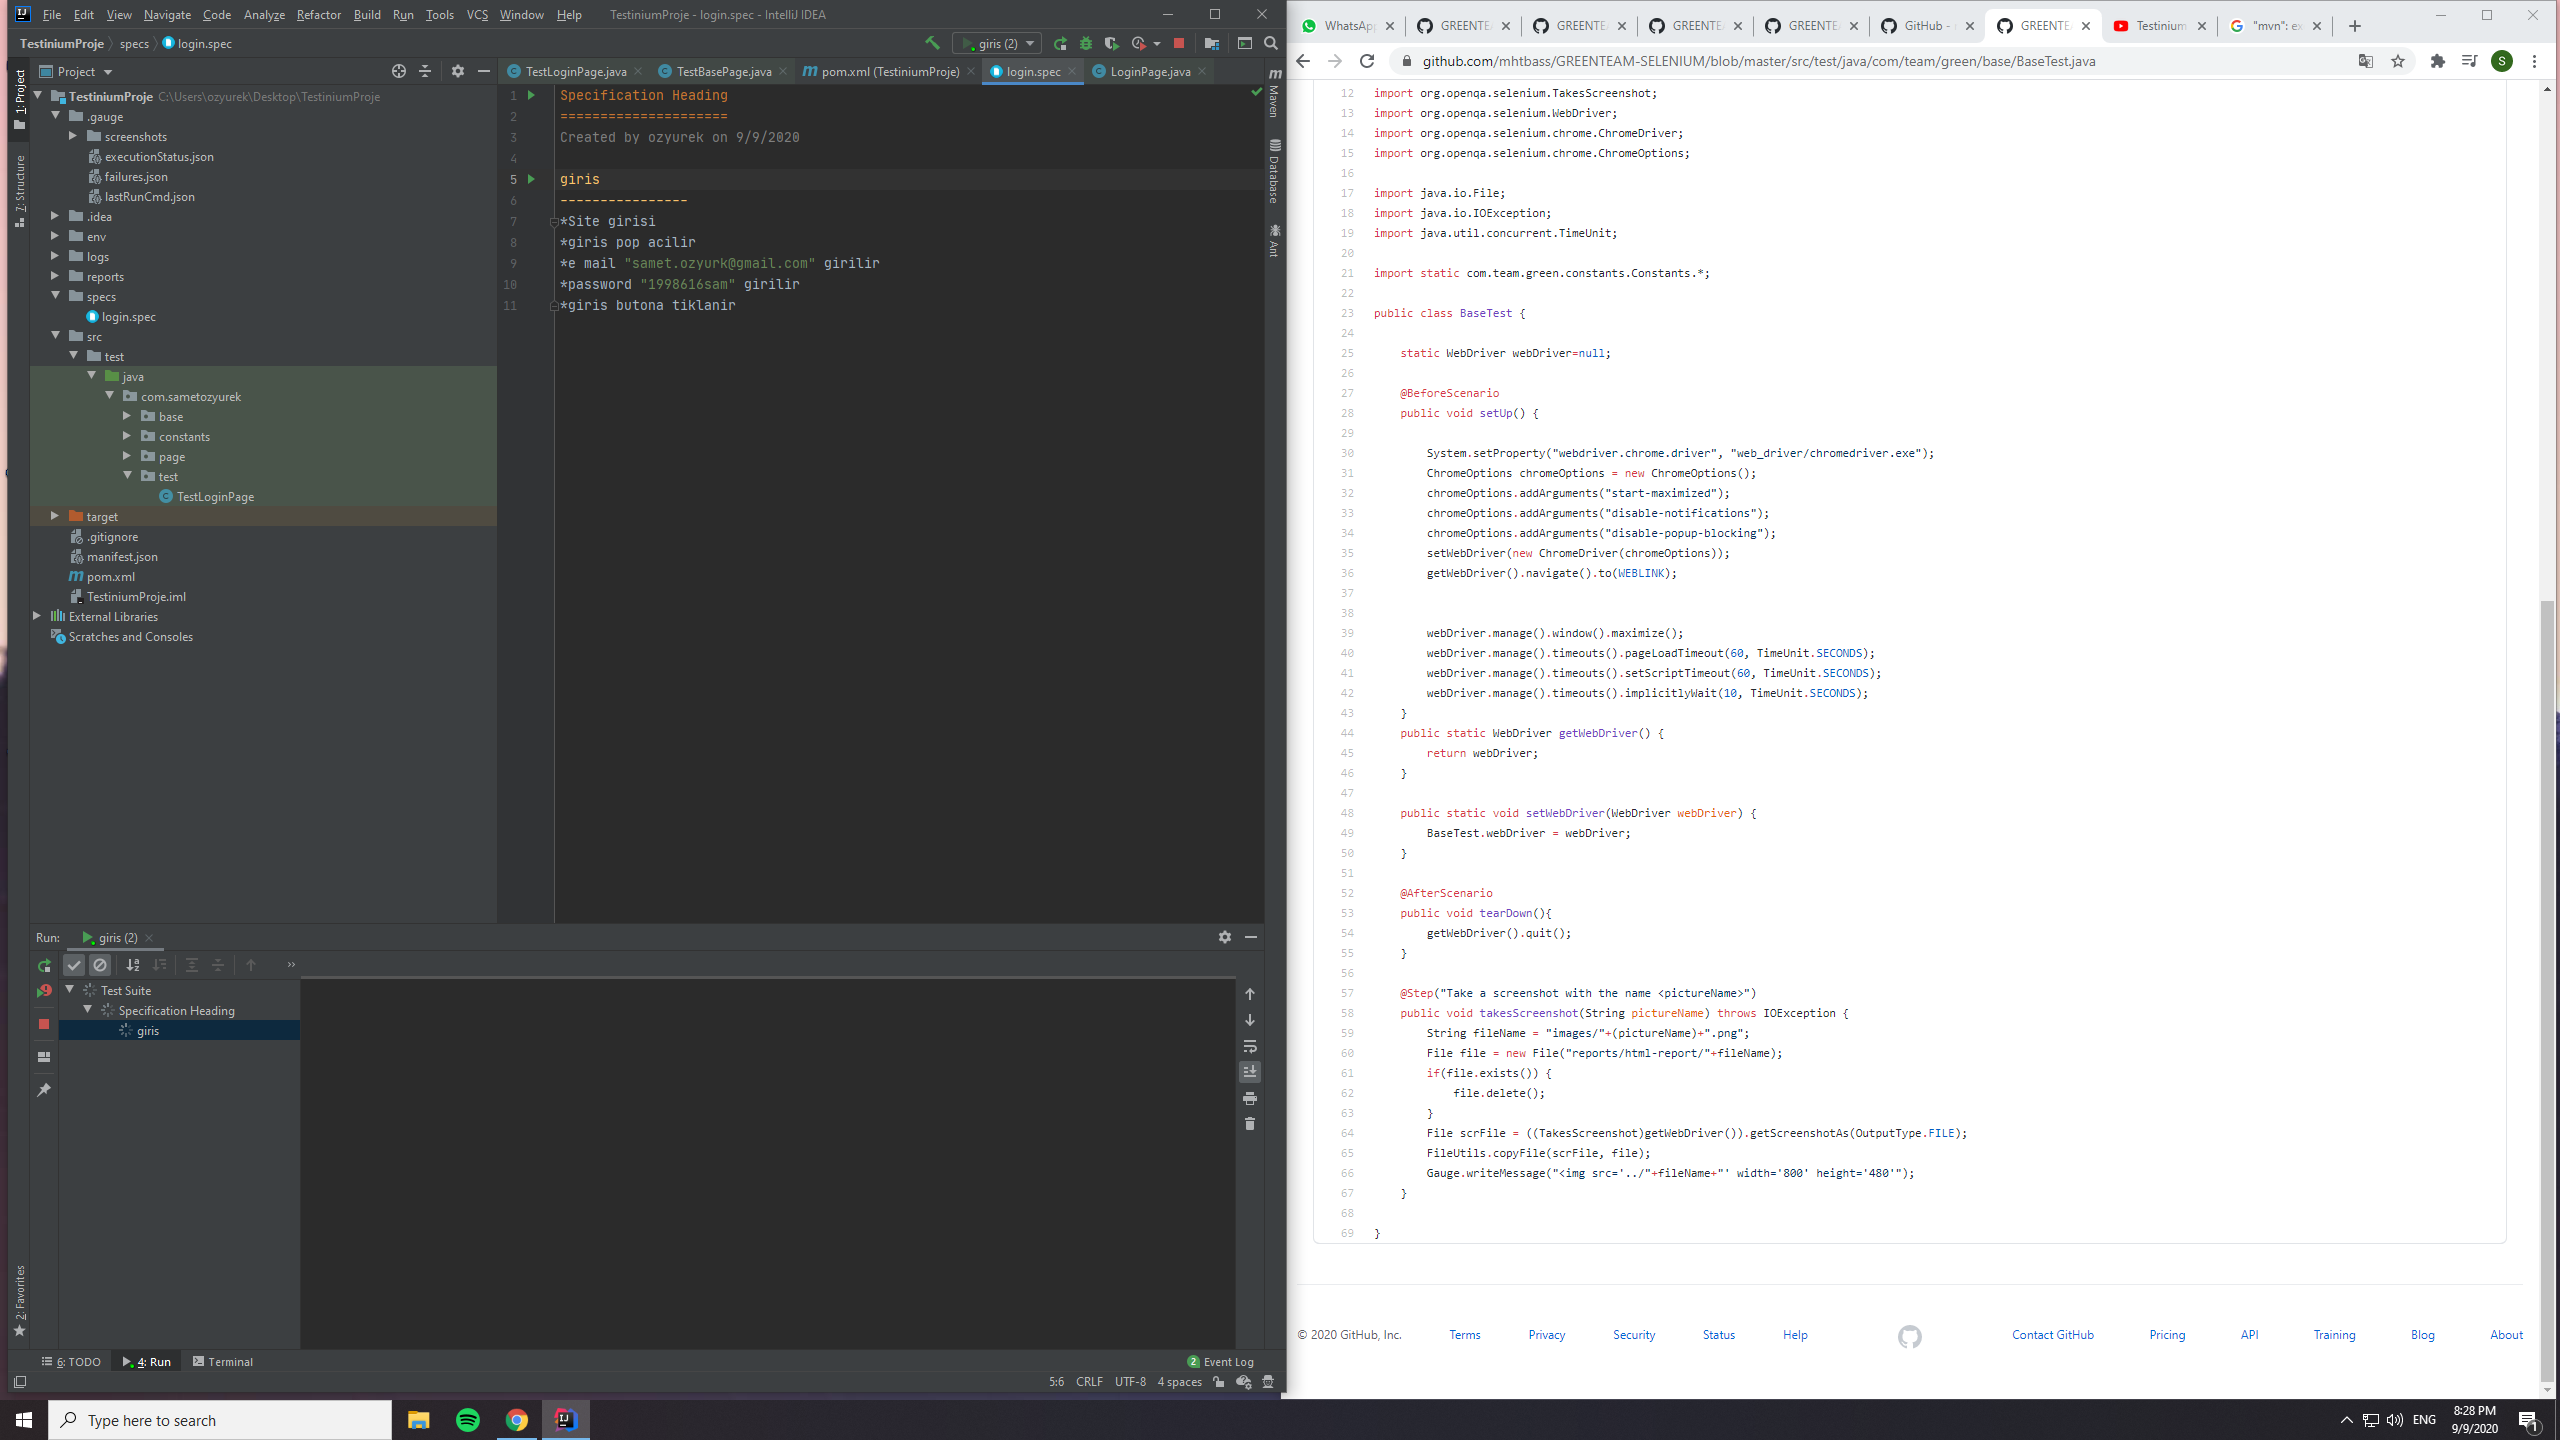 File Edit View Navigate Code Analyze Refactor Build Run Tools VCS Window Help TestiniumProje - login.spec - IntelliJ IDEA
TestiniumProje specs login.spec giris (2)
Project
TestLoginPage.java TestBasePage.java pom.xml (TestiniumProje) login.spec LoginPage.java
1: Project
7: Structure
2: Favorites
TestiniumProje C:\Users\ozyurek\Desktop\TestiniumProje
.gauge
screenshots
executionStatus.json
failures.json
lastRunCmd.json
.idea
env
logs
reports
specs
login.spec
src
test
java
com.sametozyurek
base
constants
page
test
TestLoginPage
target
.gitignore
manifest.json
pom.xml
TestiniumProje.iml
External Libraries
Scratches and Consoles
1 Specification Heading
2 =====================
3 Created by ozyurek on 9/9/2020
4
5 giris
6 ----------------
7 *Site girisi
8 *giris pop acilir
9 *e mail "samet.ozyurk@gmail.com" girilir
10 *password "1998616sam" girilir
11 *giris butona tiklanir
Maven
Database
Ant
Run: giris (2)
Test Suite
Specification Heading
giris
6: TODO 4: Run Terminal 2 Event Log
5:6 CRLF UTF-8 4 spaces
WhatsApp GREENTEA GREENTEA GREENTEA GREENTEA GitHub - GREENTEA Testinium "mvn": ex
github.com/mhtbass/GREENTEAM-SELENIUM/blob/master/src/test/java/com/team/green/base/BaseTest.java
S
12 import org.openqa.selenium.TakesScreenshot;
13 import org.openqa.selenium.WebDriver;
14 import org.openqa.selenium.chrome.ChromeDriver;
15 import org.openqa.selenium.chrome.ChromeOptions;
16
17 import java.io.File;
18 import java.io.IOException;
19 import java.util.concurrent.TimeUnit;
20
21 import static com.team.green.constants.Constants.*;
22
23 public class BaseTest {
24
25 static WebDriver webDriver=null;
26
27 @BeforeScenario
28 public void setUp() {
29
30 System.setProperty("webdriver.chrome.driver", "web_driver/chromedriver.exe");
31 ChromeOptions chromeOptions = new ChromeOptions();
32 chromeOptions.addArguments("start-maximized");
33 chromeOptions.addArguments("disable-notifications");
34 chromeOptions.addArguments("disable-popup-blocking");
35 setWebDriver(new ChromeDriver(chromeOptions));
36 getWebDriver().navigate().to(WEBLINK);
37
38
39 webDriver.manage().window().maximize();
40 webDriver.manage().timeouts().pageLoadTimeout(60, TimeUnit.SECONDS);
41 webDriver.manage().timeouts().setScriptTimeout(60, TimeUnit.SECONDS);
42 webDriver.manage().timeouts().implicitlyWait(10, TimeUnit.SECONDS);
43 }
44 public static WebDriver getWebDriver() {
45 return webDriver;
46 }
47
48 public static void setWebDriver(WebDriver webDriver) {
49 BaseTest.webDriver = webDriver;
50 }
51
52 @AfterScenario
53 public void tearDown(){
54 getWebDriver().quit();
55 }
56
57 @Step("Take a screenshot with the name <pictureName>")
58 public void takesScreenshot(String pictureName) throws IOException {
59 String fileName = "images/"+(pictureName)+".png";
60 File file = new File("reports/html-report/"+fileName);
61 if(file.exists()) {
62 file.delete();
63 }
64 File scrFile = ((TakesScreenshot)getWebDriver()).getScreenshotAs(OutputType.FILE);
65 FileUtils.copyFile(scrFile, file);
66 Gauge.writeMessage("<img src='../"+fileName+"' width='800' height='480'");
67 }
68
69 }
© 2020 GitHub, Inc. Terms Privacy Security Status Help Contact GitHub Pricing API Training Blog About
Type here to search
ENG
8:28 PM
9/9/2020
1